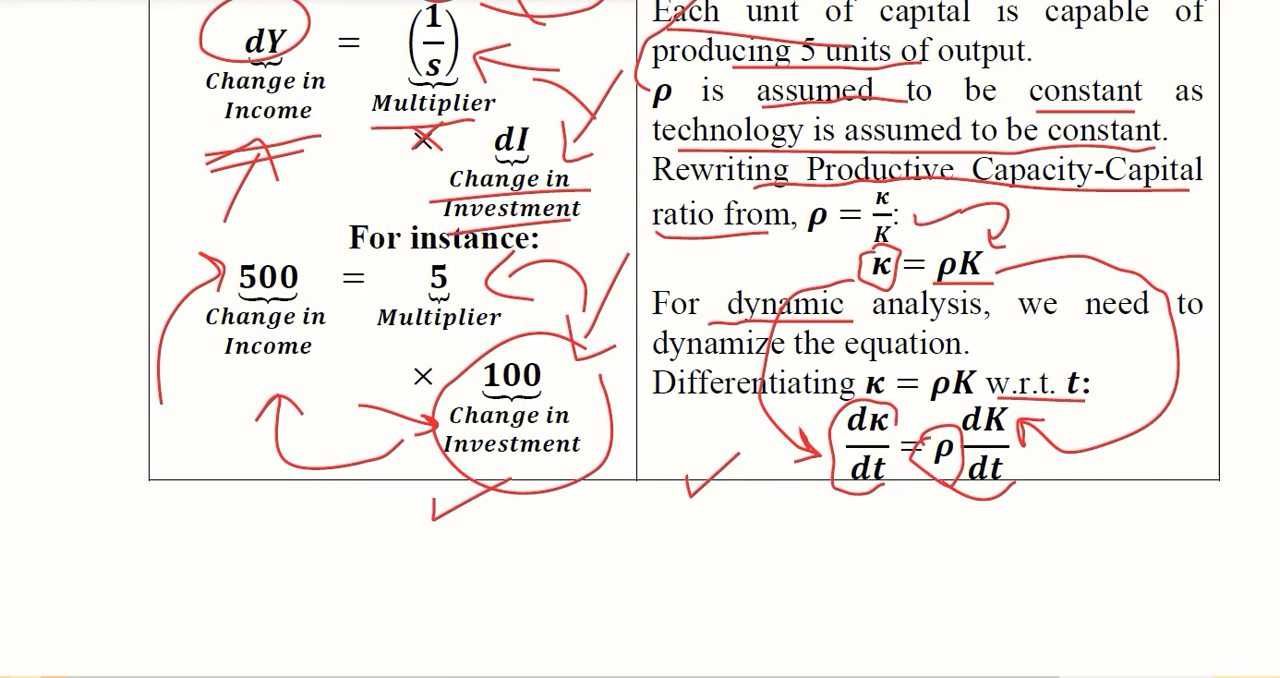 dY = (1/s)
Change in Income
Multiplier
× dI
Change in Investment
For instance:
500 = 5
Change in Income
Multiplier
× 100
Change in Investment
Each unit of capital is capable of
producing 5 units of output.
ρ is assumed to be constant as
technology is assumed to be constant.
Rewriting Productive Capacity-Capital
ratio from, ρ = κ/K:
κ = ρK
For dynamic analysis, we need to
dynamize the equation.
Differentiating κ = ρK w.r.t. t:
dκ/dt = ρ dK/dt